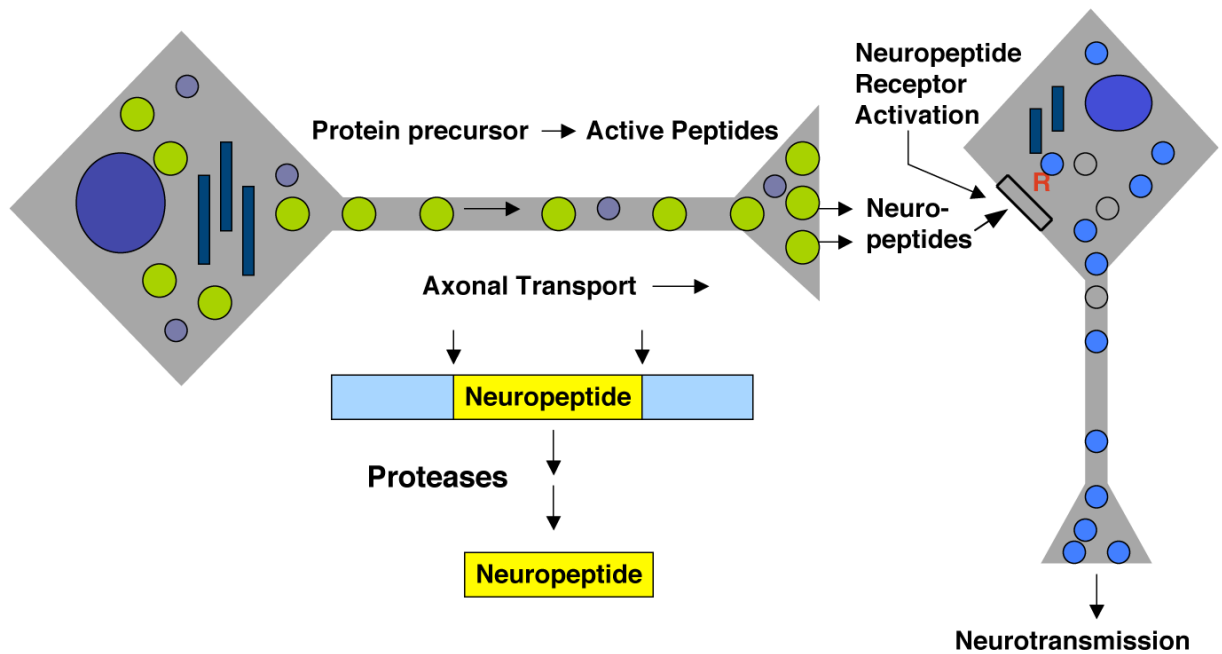 Neuropeptide
Receptor
Activation
Protein precursor
Active Peptides
R
Neuro-
peptides
Axonal Transport
Neuropeptide
Proteases
Neuropeptide
Neurotransmission